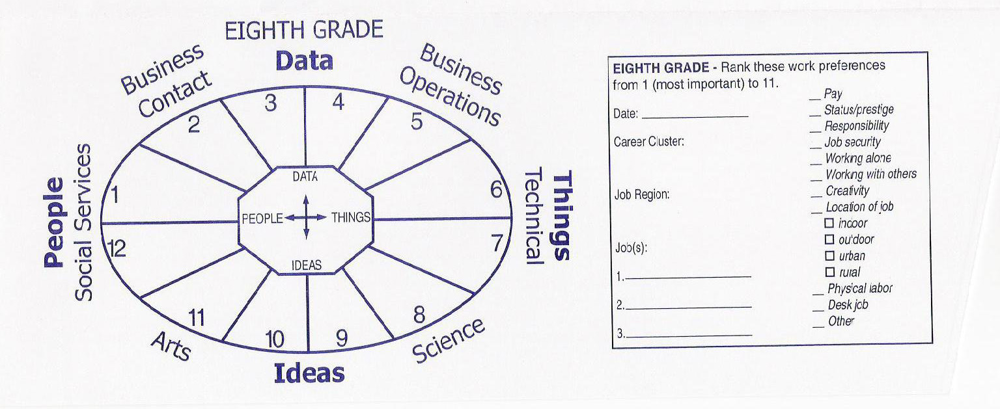 EIGHTH GRADE
Data
Business
Contact
Business
Operations
3
4
2
5
People
Social Services
1
6
Things
Technical
DATA
PEOPLE
THINGS
IDEAS
12
7
11
8
10
9
Arts
Science
Ideas
EIGHTH GRADE - Rank these work preferences
from 1 (most important) to 11.
Date:
Career Cluster:
Job Region:
Job(s):
1.
2.
3.
Pay
Status/prestige
Responsibility
Job security
Working alone
Working with others
Creativity
Location of job
indoor
outdoor
urban
rural
Physical labor
Desk job
Other